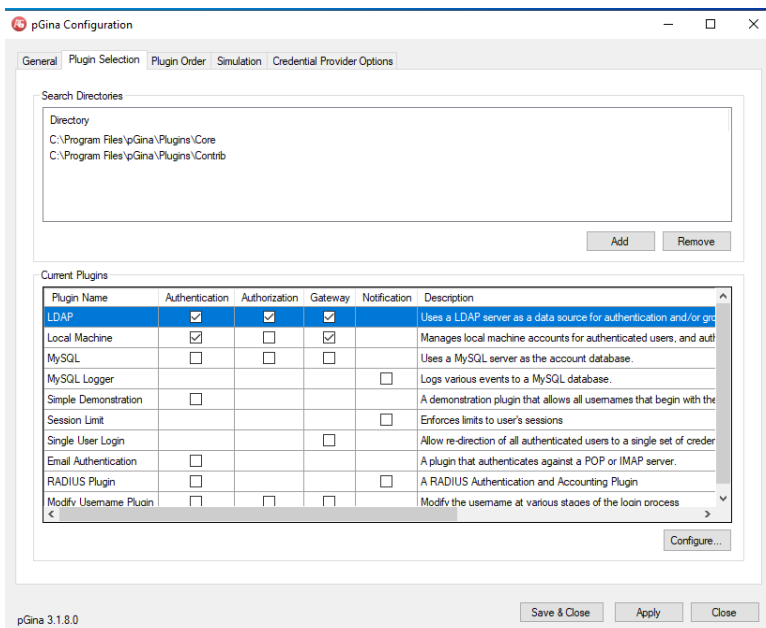 pGina Configuration
General Plugin Selection Plugin Order Simulation Credential Provider Options
Search Directories
Directory
C:\Program Files\pGina\Plugins\Core
C:\Program Files\pGina\Plugins\Contrib
Add Remove
Current Plugins
Plugin Name Authentication Authorization Gateway Notification Description
LDAP Uses a LDAP server as a data source for authentication and/or gro
Local Machine Manages local machine accounts for authenticated users, and auth
MySQL Uses a MySQL server as the account database.
MySQL Logger Logs various events to a MySQL database.
Simple Demonstration A demonstration plugin that allows all usernames that begin with the
Session Limit Enforces limits to user's sessions
Single User Login Allow re-direction of all authenticated users to a single set of creden
Email Authentication A plugin that authenticates against a POP or IMAP server.
RADIUS Plugin A RADIUS Authentication and Accounting Plugin
Modify Username Plugin Modify the username at various stages of the login process
Configure...
pGina 3.1.8.0 Save & Close Apply Close